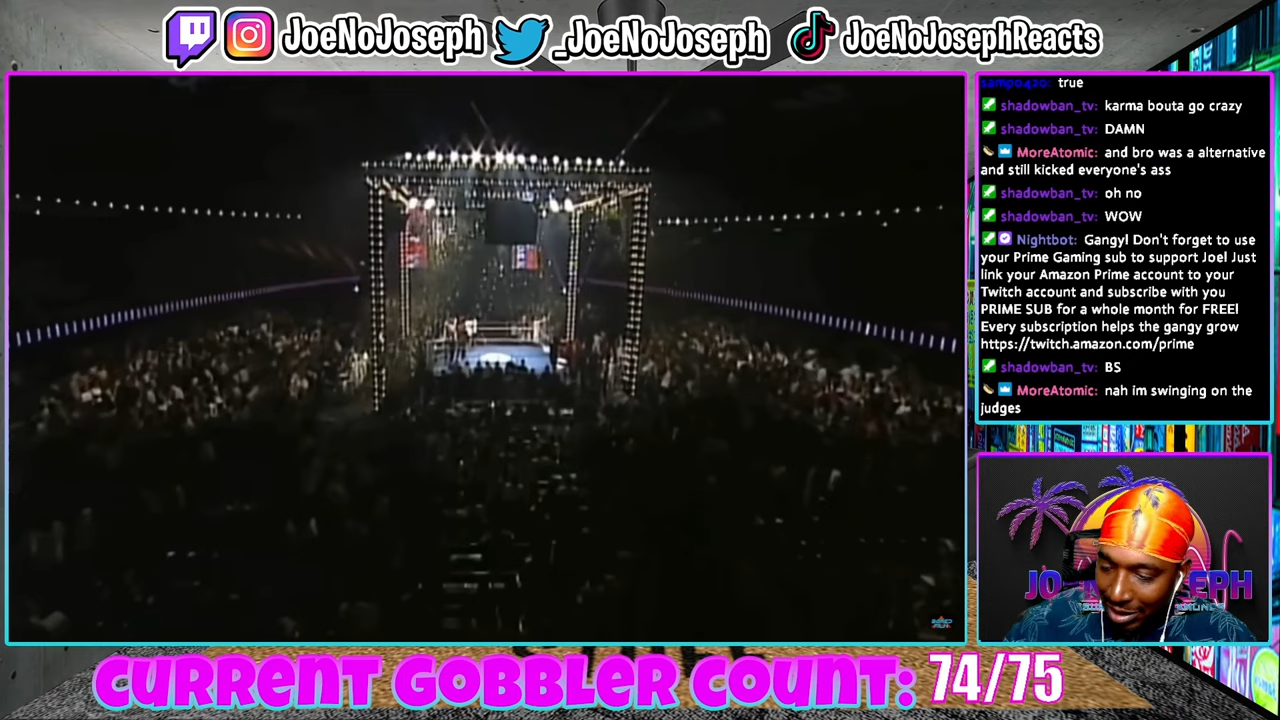 JoeNoJoseph _JoeNoJoseph JoeNoJosephReacts
sampo420: true
shadowban_tv: karma bouta go crazy
shadowban_tv: DAMN
MoreAtomic: and bro was a alternative
and still kicked everyone's ass
shadowban_tv: oh no
shadowban_tv: WOW
Nightbot: Gangy! Don't forget to use
your Prime Gaming sub to support Joe! Just
link your Amazon Prime account to your
Twitch account and subscribe with you
PRIME SUB for a whole month for FREE!
Every subscription helps the gangy grow
https://twitch.amazon.com/prime
shadowban_tv: BS
MoreAtomic: nah im swinging on the
judges
CURRENT GOBBLER COUNT: 74/75